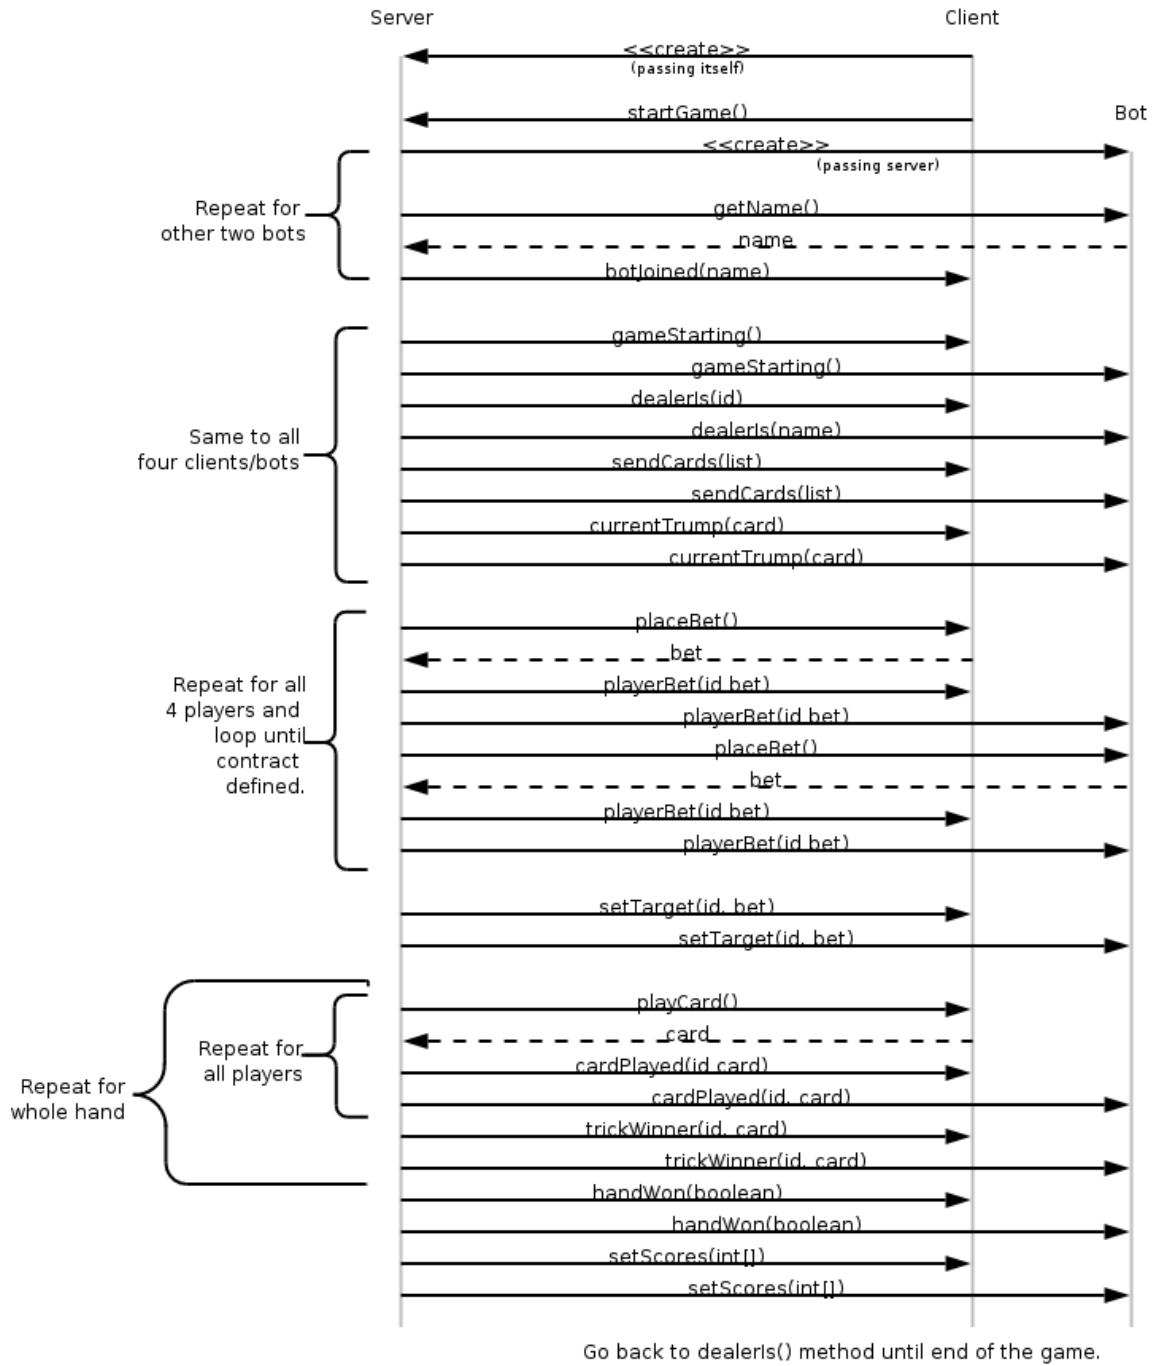 Server
Client
<<create>>
(passing itself)
startGame()
Bot
<<create>>
(passing server)
Repeat for
other two bots
getName()
name
botJoined(name)
gameStarting()
gameStarting()
dealerIs(id)
dealerIs(name)
Same to all
four clients/bots
sendCards(list)
sendCards(list)
currentTrump(card)
currentTrump(card)
placeBet()
bet
Repeat for all
4 players and
loop until
contract
defined.
playerBet(id bet)
playerBet(id bet)
placeBet()
bet
playerBet(id bet)
playerBet(id bet)
setTarget(id, bet)
setTarget(id, bet)
playCard()
card
Repeat for
all players
Repeat for
whole hand
cardPlayed(id card)
cardPlayed(id, card)
trickWinner(id, card)
trickWinner(id, card)
handWon(boolean)
handWon(boolean)
setScores(int[])
setScores(int[])
Go back to dealerIs() method until end of the game.